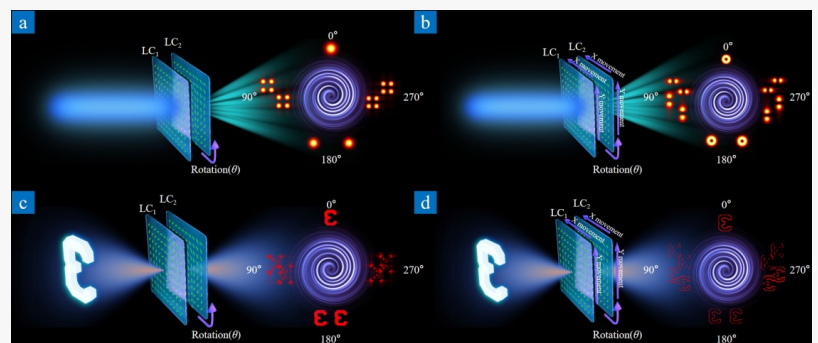 a
LC₁
LC₂
Rotation(θ)
0°
90°
270°
180°
b
LC₁
LC₂
X movement
X movement
Y movement
Y movement
Rotation(θ)
0°
90°
270°
180°
c
LC₁
LC₂
Rotation(θ)
0°
90°
270°
180°
d
LC₁
LC₂
X movement
X movement
Y movement
Y movement
Rotation(θ)
0°
90°
270°
180°